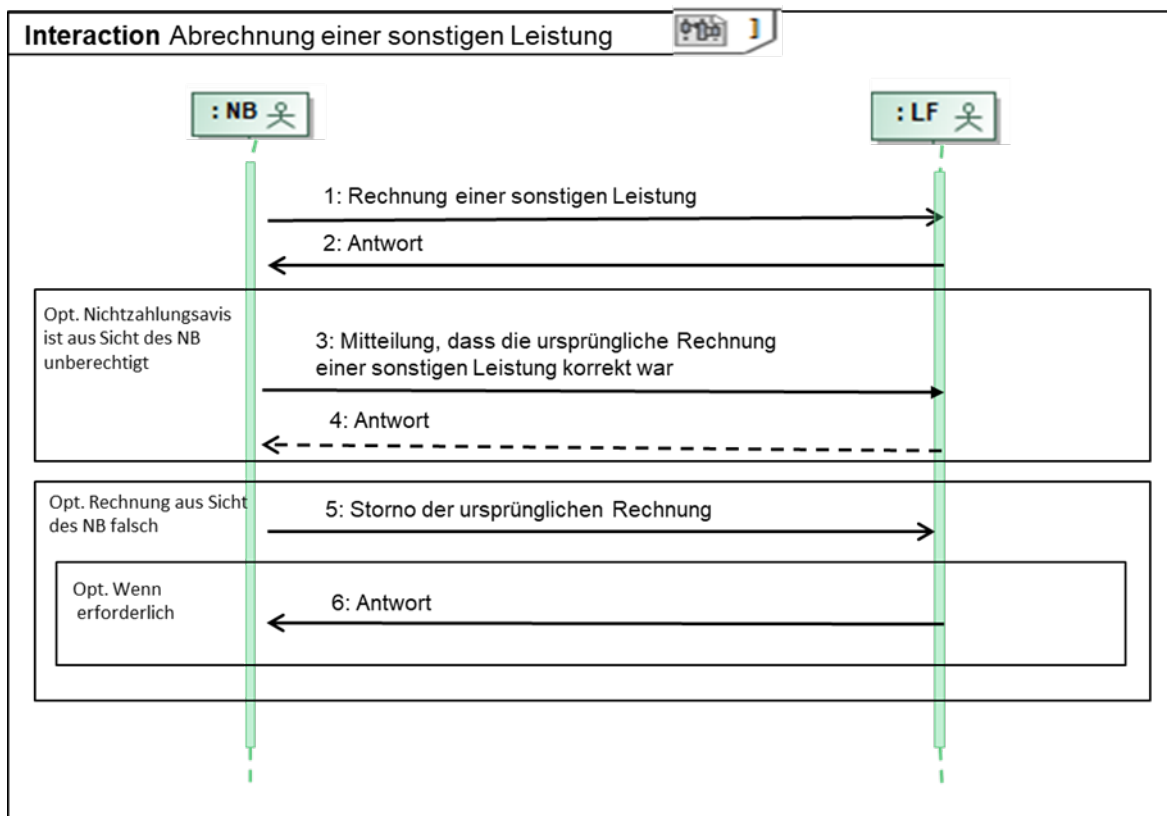 Interaction Abrechnung einer sonstigen Leistung
: NB
: LF
1: Rechnung einer sonstigen Leistung
2: Antwort
Opt. Nichtzahlungsavis
ist aus Sicht des NB
unberechtigt
3: Mitteilung, dass die ursprüngliche Rechnung
einer sonstigen Leistung korrekt war
4: Antwort
Opt. Rechnung aus Sicht
des NB falsch
5: Storno der ursprünglichen Rechnung
Opt. Wenn
erforderlich
6: Antwort